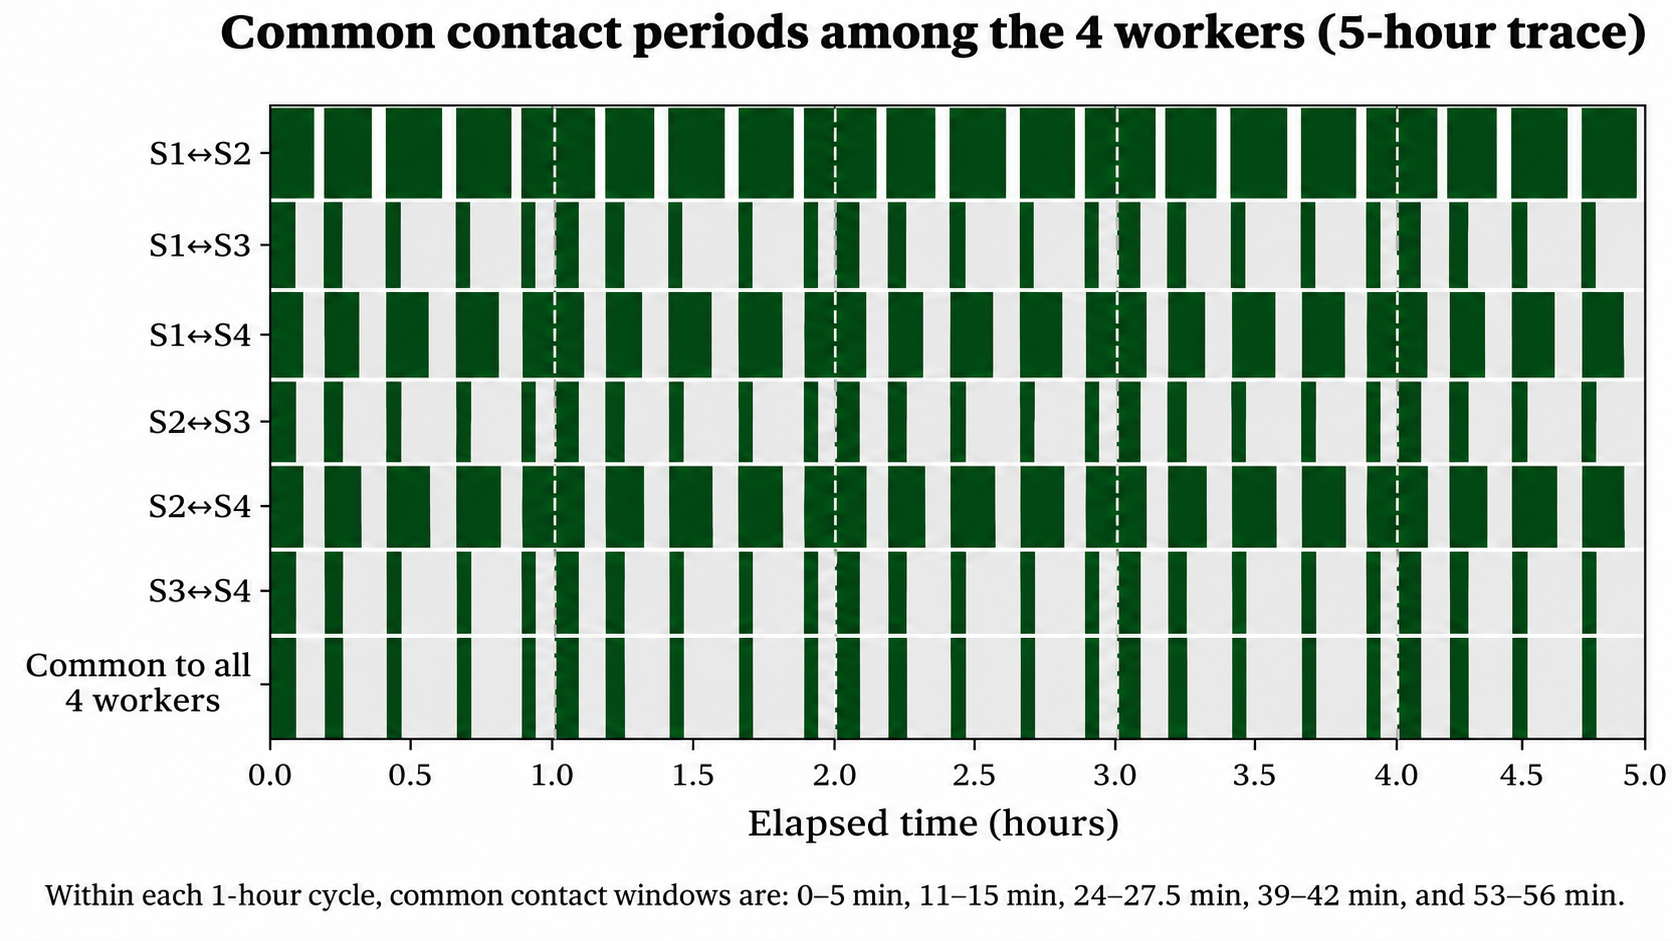 Common contact periods among the 4 workers (5-hour trace)
S1↔S2
S1↔S3
S1↔S4
S2↔S3
S2↔S4
S3↔S4
Common to all
4 workers
0.0 0.5 1.0 1.5 2.0 2.5 3.0 3.5 4.0 4.5 5.0
Elapsed time (hours)
Within each 1-hour cycle, common contact windows are: 0–5 min, 11–15 min, 24–27.5 min, 39–42 min, and 53–56 min.